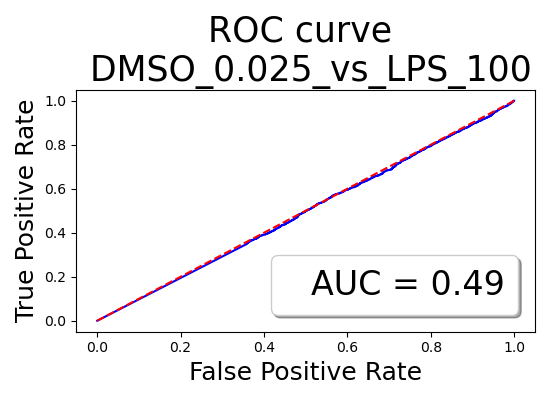 ROC curve
DMSO_0.025_vs_LPS_100
True Positive Rate
1.0
0.8
0.6
0.4
0.2
0.0
AUC = 0.49
0.0 0.2 0.4 0.6 0.8 1.0
False Positive Rate